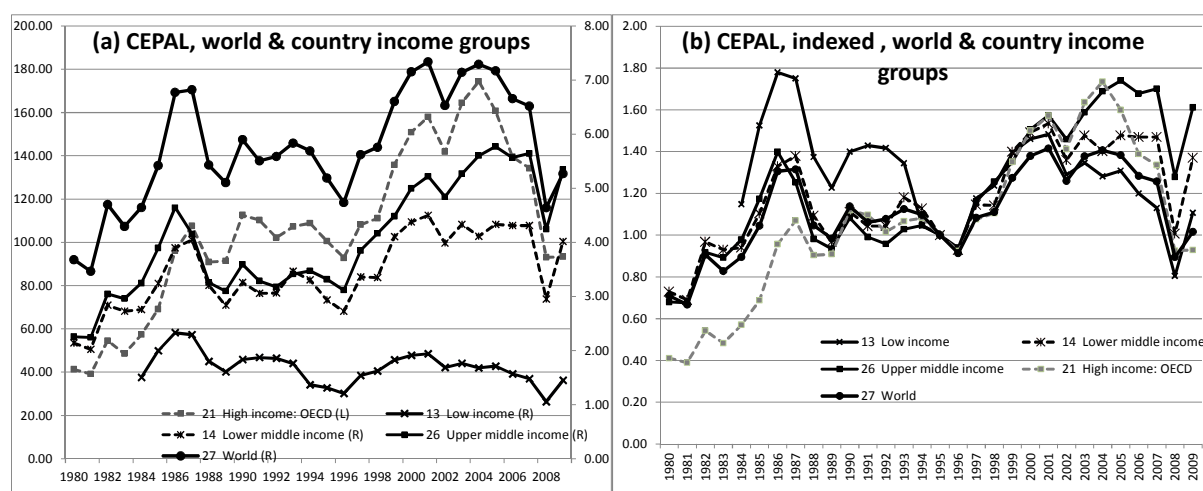 (a) CEPAL, world & country income groups
200.00
180.00
160.00
140.00
120.00
100.00
80.00
60.00
40.00
20.00
0.00
8.00
7.00
6.00
5.00
4.00
3.00
2.00
1.00
0.00
21 High income: OECD (L)
13 Low income (R)
14 Lower middle income (R)
26 Upper middle income (R)
27 World (R)
1980 1982 1984 1986 1988 1990 1992 1994 1996 1998 2000 2002 2004 2006 2008
(b) CEPAL, indexed , world & country income
groups
2.00
1.80
1.60
1.40
1.20
1.00
0.80
0.60
0.40
0.20
0.00
13 Low income
14 Lower middle income
26 Upper middle income
21 High income: OECD
27 World
1980 1981 1982 1983 1984 1985 1986 1987 1988 1989 1990 1991 1992 1993 1994 1995 1996 1997 1998 1999 2000 2001 2002 2003 2004 2005 2006 2007 2008 2009